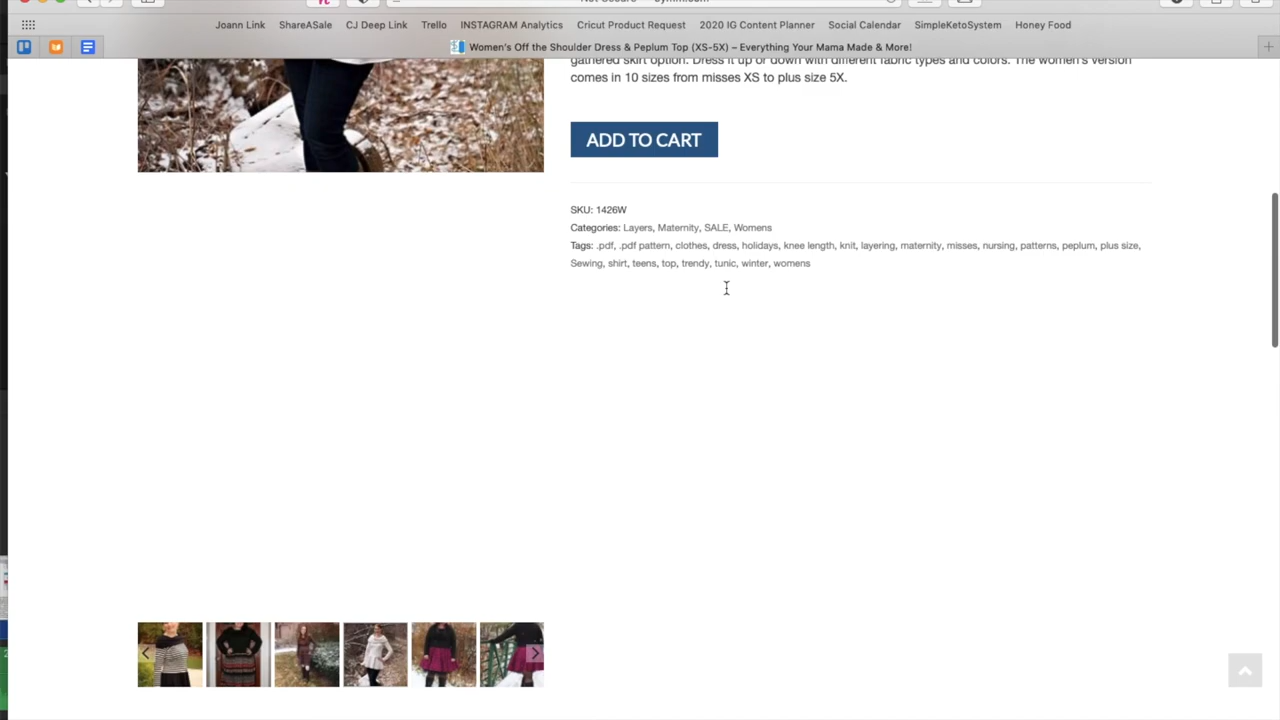 Joann Link ShareASale CJ Deep Link Trello INSTAGRAM Analytics Cricut Product Request 2020 IG Content Planner Social Calendar SimpleKetoSystem Honey Food
Women's Off the Shoulder Dress & Peplum Top (XS-5X) – Everything Your Mama Made & More!
gathered skirt option. Dress it up or down with different fabric types and colors. The women's version
comes in 10 sizes from misses XS to plus size 5X.
ADD TO CART
SKU: 1426W
Categories: Layers, Maternity, SALE, Womens
Tags: .pdf, .pdf pattern, clothes, dress, holidays, knee length, knit, layering, maternity, misses, nursing, patterns, peplum, plus size,
Sewing, shirt, teens, top, trendy, tunic, winter, womens